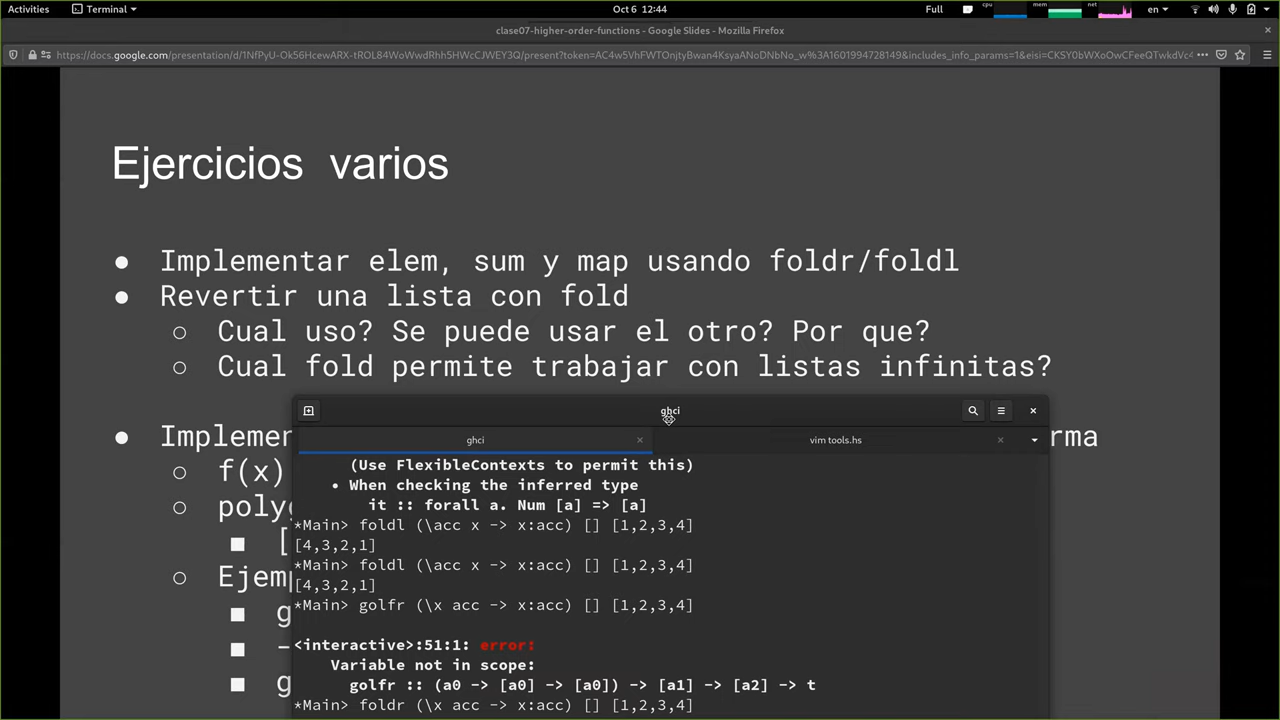 Activities Terminal Oct 6 12:44 Full cpu mem net en
clase07-higher-order-functions - Google Slides - Mozilla Firefox
Ejercicios varios
● Implementar elem, sum y map usando foldr/foldl
● Revertir una lista con fold
○ Cual uso? Se puede usar el otro? Por que?
○ Cual fold permite trabajar con listas infinitas?
● Implemen rma
○ f(x)
○ polyg
■ [
○ Ejemp
■ g
■ -
■ g
ghci
ghci vim tools.hs
(Use FlexibleContexts to permit this)
• When checking the inferred type
it :: forall a. Num [a] => [a]
*Main> foldl (\acc x -> x:acc) [] [1,2,3,4]
[4,3,2,1]
*Main> foldl (\acc x -> x:acc) [] [1,2,3,4]
[4,3,2,1]
*Main> golfr (\x acc -> x:acc) [] [1,2,3,4]
<interactive>:51:1: error:
Variable not in scope:
golfr :: (a0 -> [a0] -> [a0]) -> [a1] -> [a2] -> t
*Main> foldr (\x acc -> x:acc) [] [1,2,3,4]